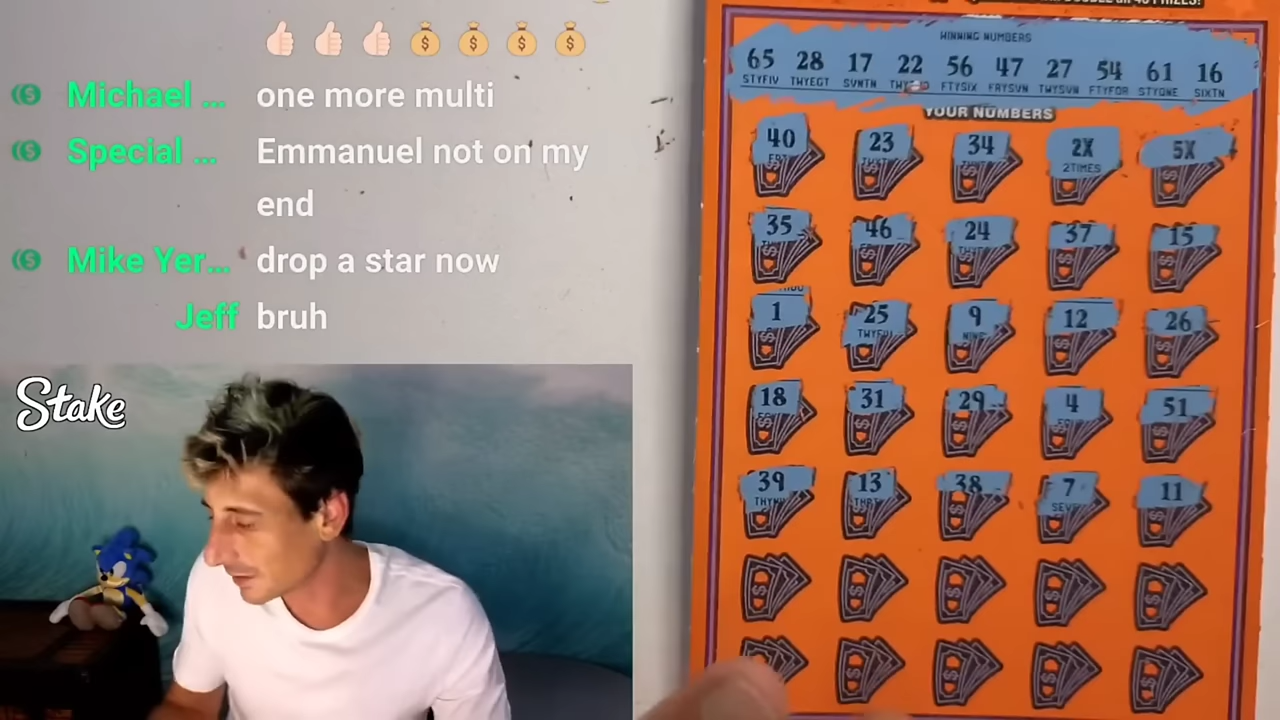 Michael ... one more multi
Special ... Emmanuel not on my
end
Mike Yer... drop a star now
Jeff bruh
Stake
WINNING NUMBERS
65 28 17 22 56 47 27 54 61 16
STYFIV TWYEGT SVNTN FTYSIX FRYSVN TWYSVN FTYFOR STYONE SIXTN
YOUR NUMBERS
40 23 34 2X 5X
2TIMES
35 46 24 37 15
1 25 9 12 26
18 31 29 4 51
39 13 38 7 11